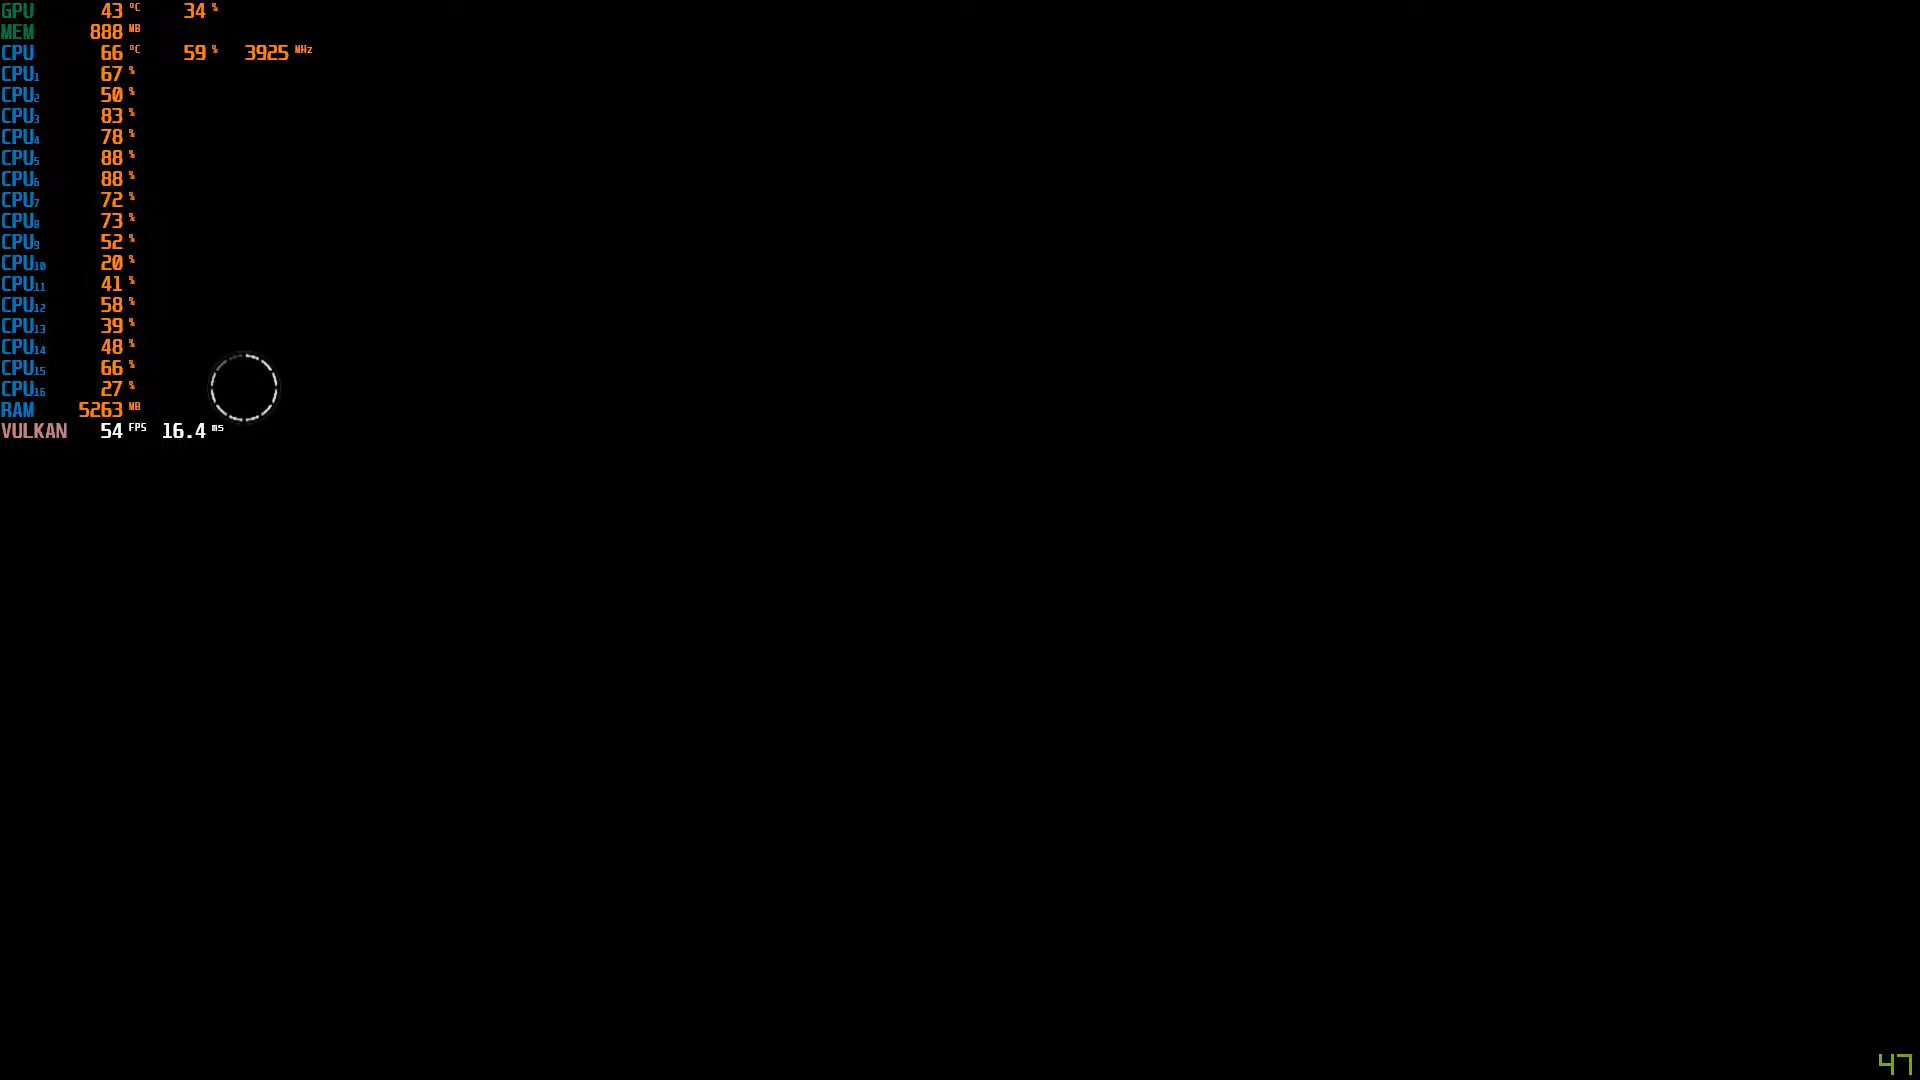 GPU 43 °C 34 %
MEM 888 MB
CPU 66 °C 59 % 3925 MHz
CPU1 67 %
CPU2 50 %
CPU3 83 %
CPU4 78 %
CPU5 88 %
CPU6 88 %
CPU7 72 %
CPU8 73 %
CPU9 52 %
CPU10 20 %
CPU11 41 %
CPU12 58 %
CPU13 39 %
CPU14 48 %
CPU15 66 %
CPU16 27 %
RAM 5263 MB
VULKAN 54 FPS 16.4 ms
47